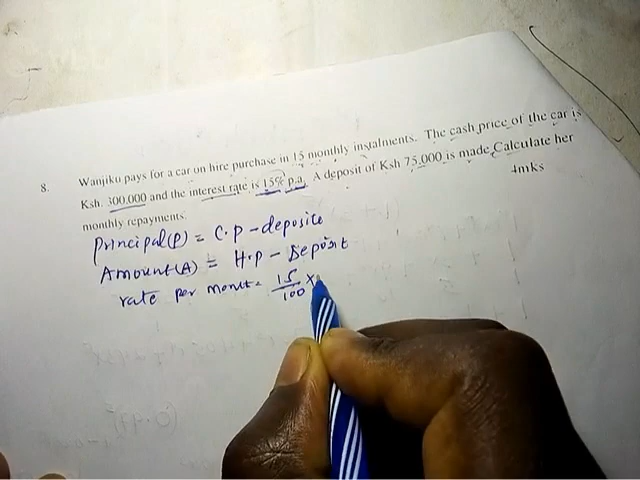 8. Wanjiku pays for a car on hire purchase in 15 monthly instalments. The cash price of the car is
Ksh. 300,000 and the interest rate is 15% p.a. A deposit of Ksh 75,000 is made. Calculate her
monthly repayments.
4mks
Principal(P) = C.p - deposite
Amount(A) = H.p - Deposit
rate per month = 15/100 ×